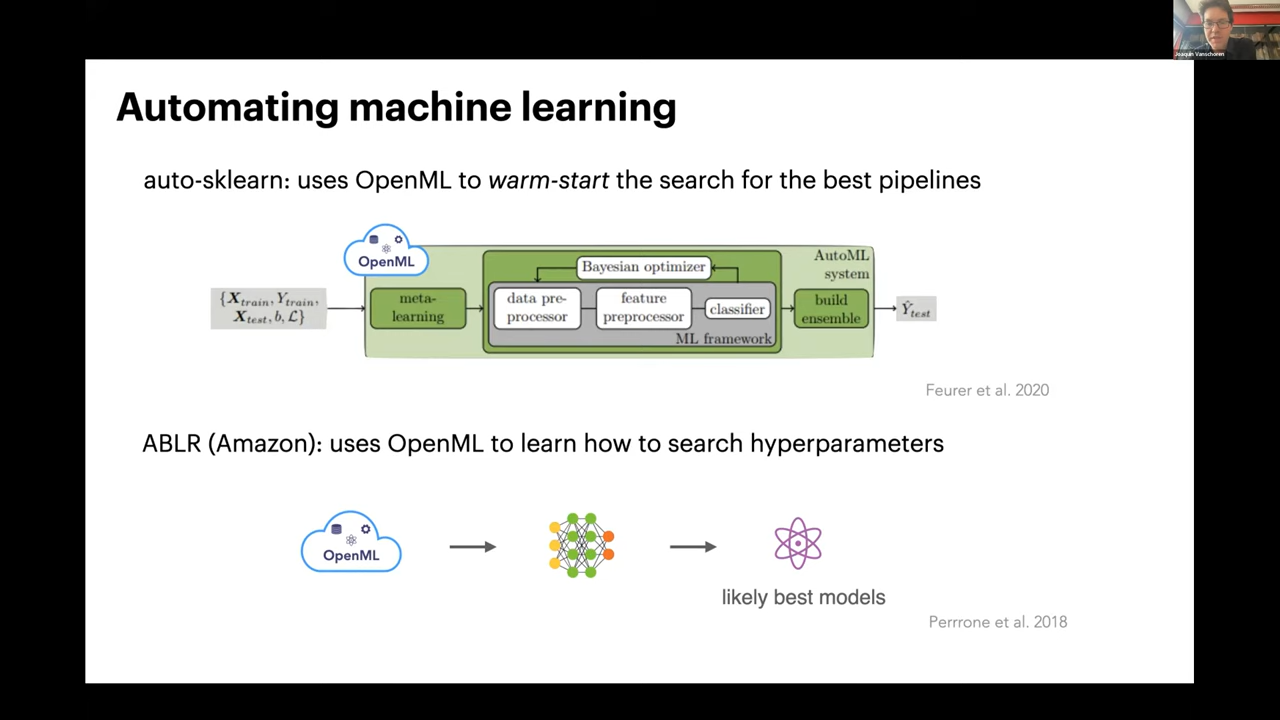 Joaquin Vanschoren
Automating machine learning
auto-sklearn: uses OpenML to warm-start the search for the best pipelines
OpenML
{Xtrain, Ytrain,
Xtest, b, L}
meta-
learning
Bayesian optimizer
data pre-
processor
feature
preprocessor
classifier
ML framework
AutoML
system
build
ensemble
Ŷtest
Feurer et al. 2020
ABLR (Amazon): uses OpenML to learn how to search hyperparameters
OpenML
likely best models
Perrrone et al. 2018